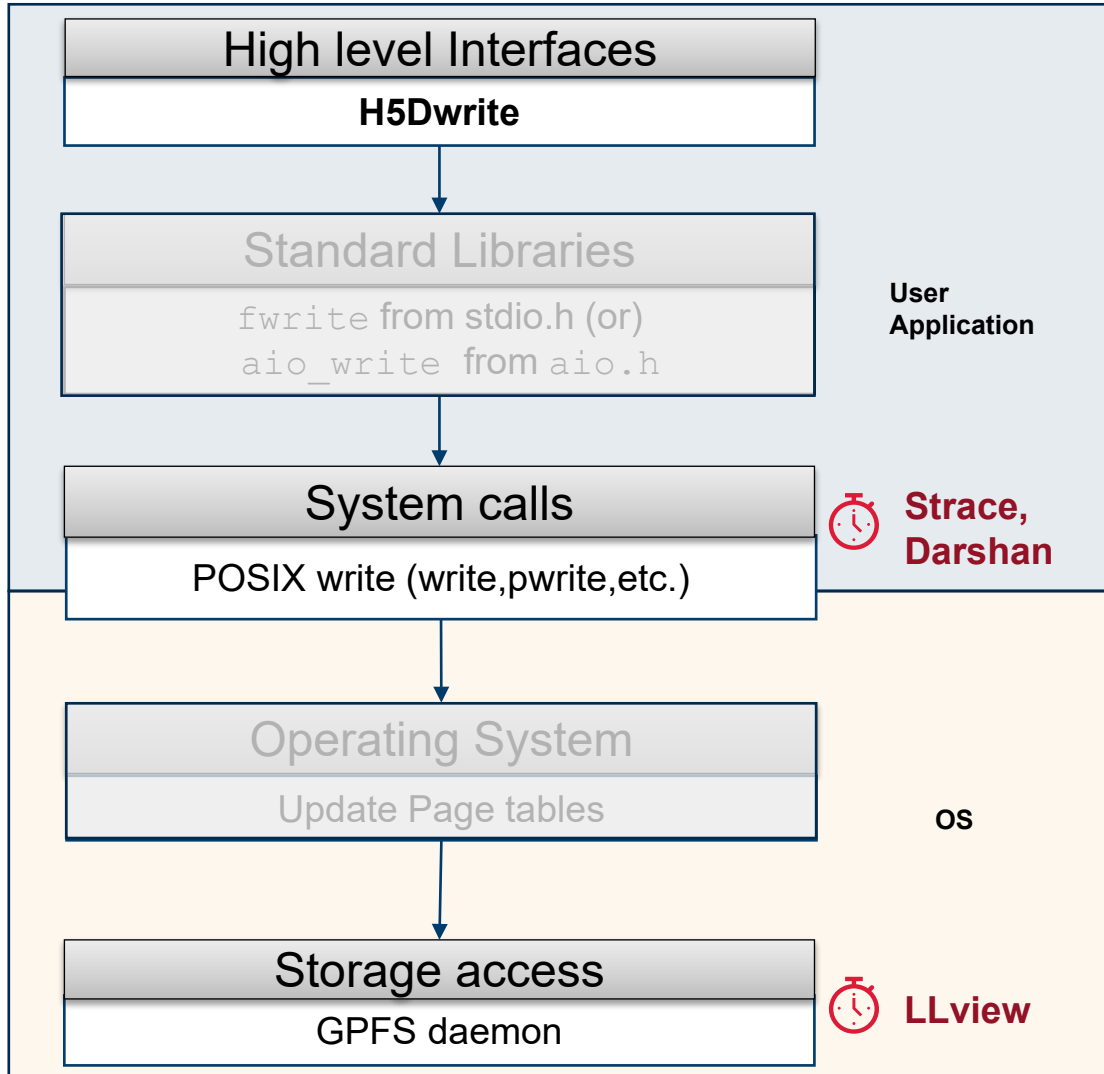 High level Interfaces
H5Dwrite
Standard Libraries
fwrite from stdio.h (or)
aio_write from aio.h
User
Application
System calls
POSIX write (write,pwrite,etc.)
Strace,
Darshan
Operating System
Update Page tables
OS
Storage access
GPFS daemon
LLview